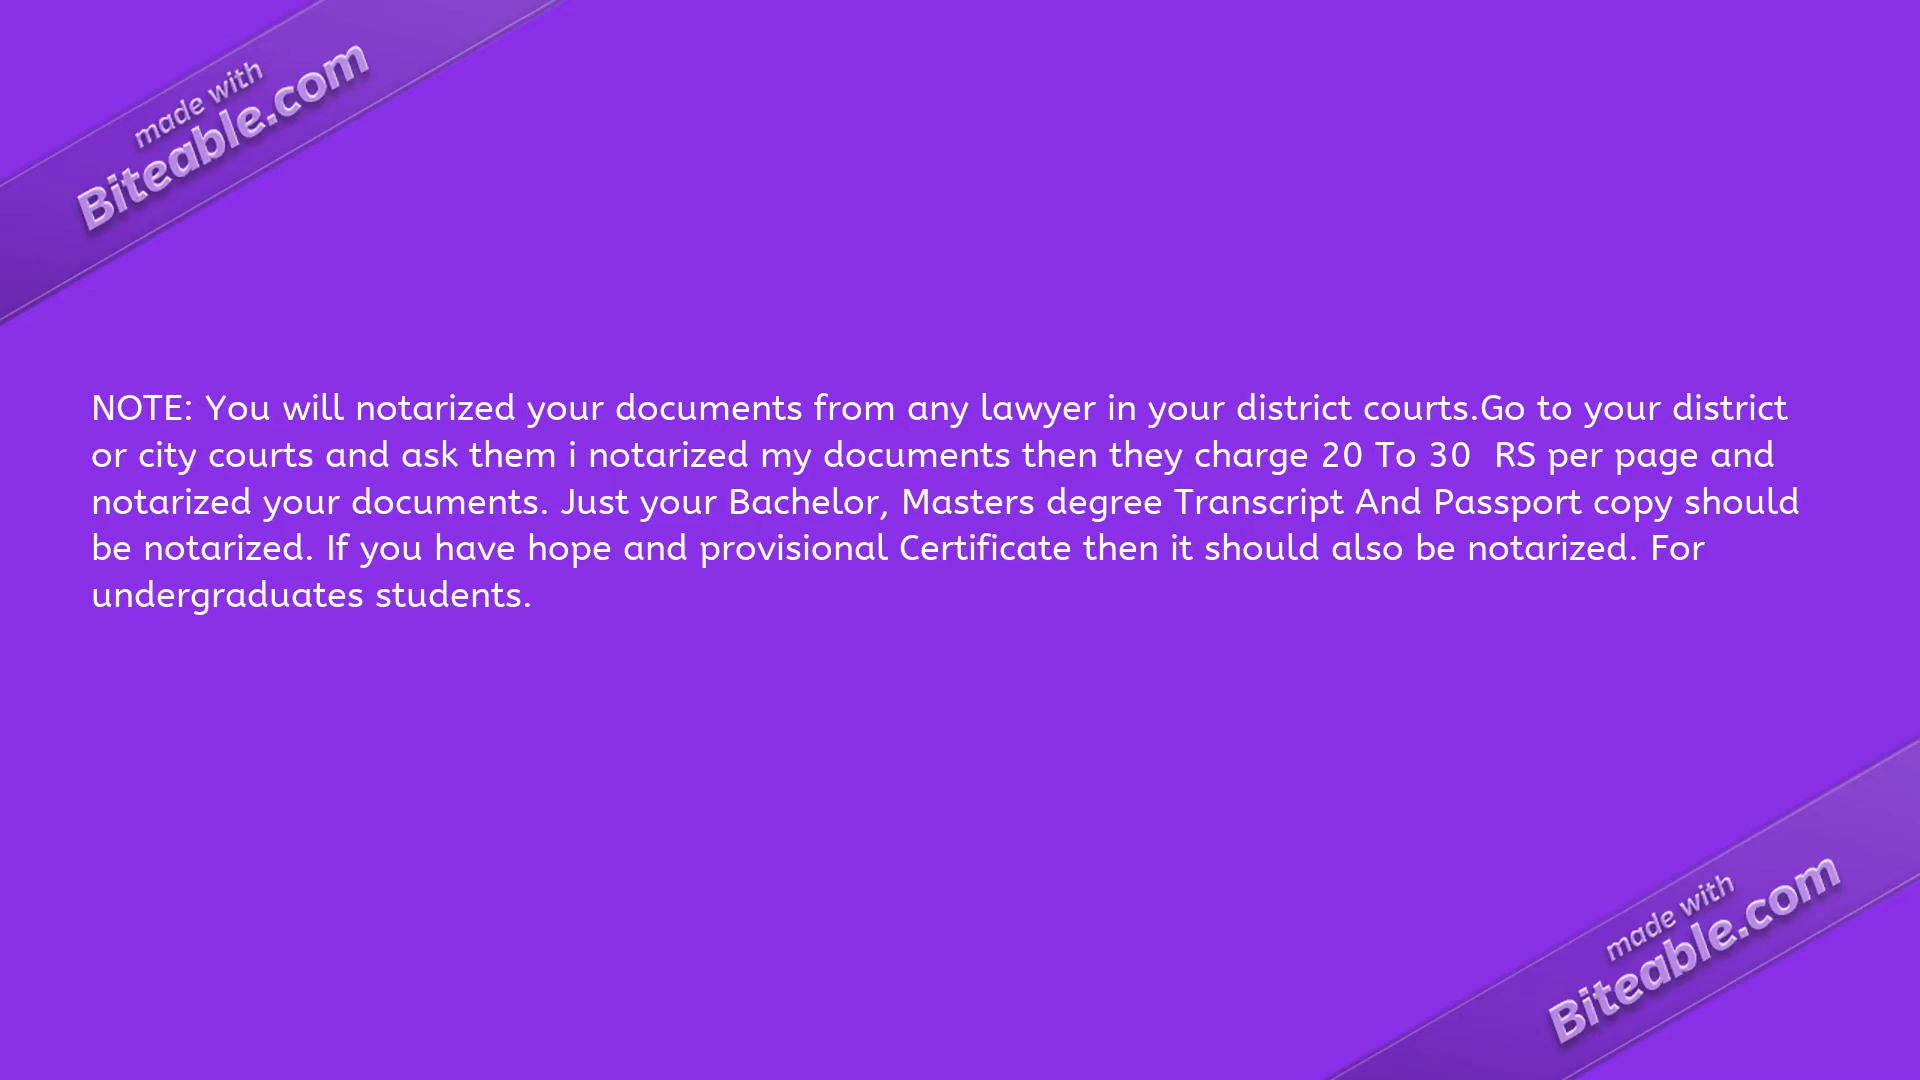 made with
Biteable.com
NOTE: You will notarized your documents from any lawyer in your district courts.Go to your district
or city courts and ask them i notarized my documents then they charge 20 To 30  RS per page and
notarized your documents. Just your Bachelor, Masters degree Transcript And Passport copy should
be notarized. If you have hope and provisional Certificate then it should also be notarized. For
undergraduates students.
made with
Biteable.com